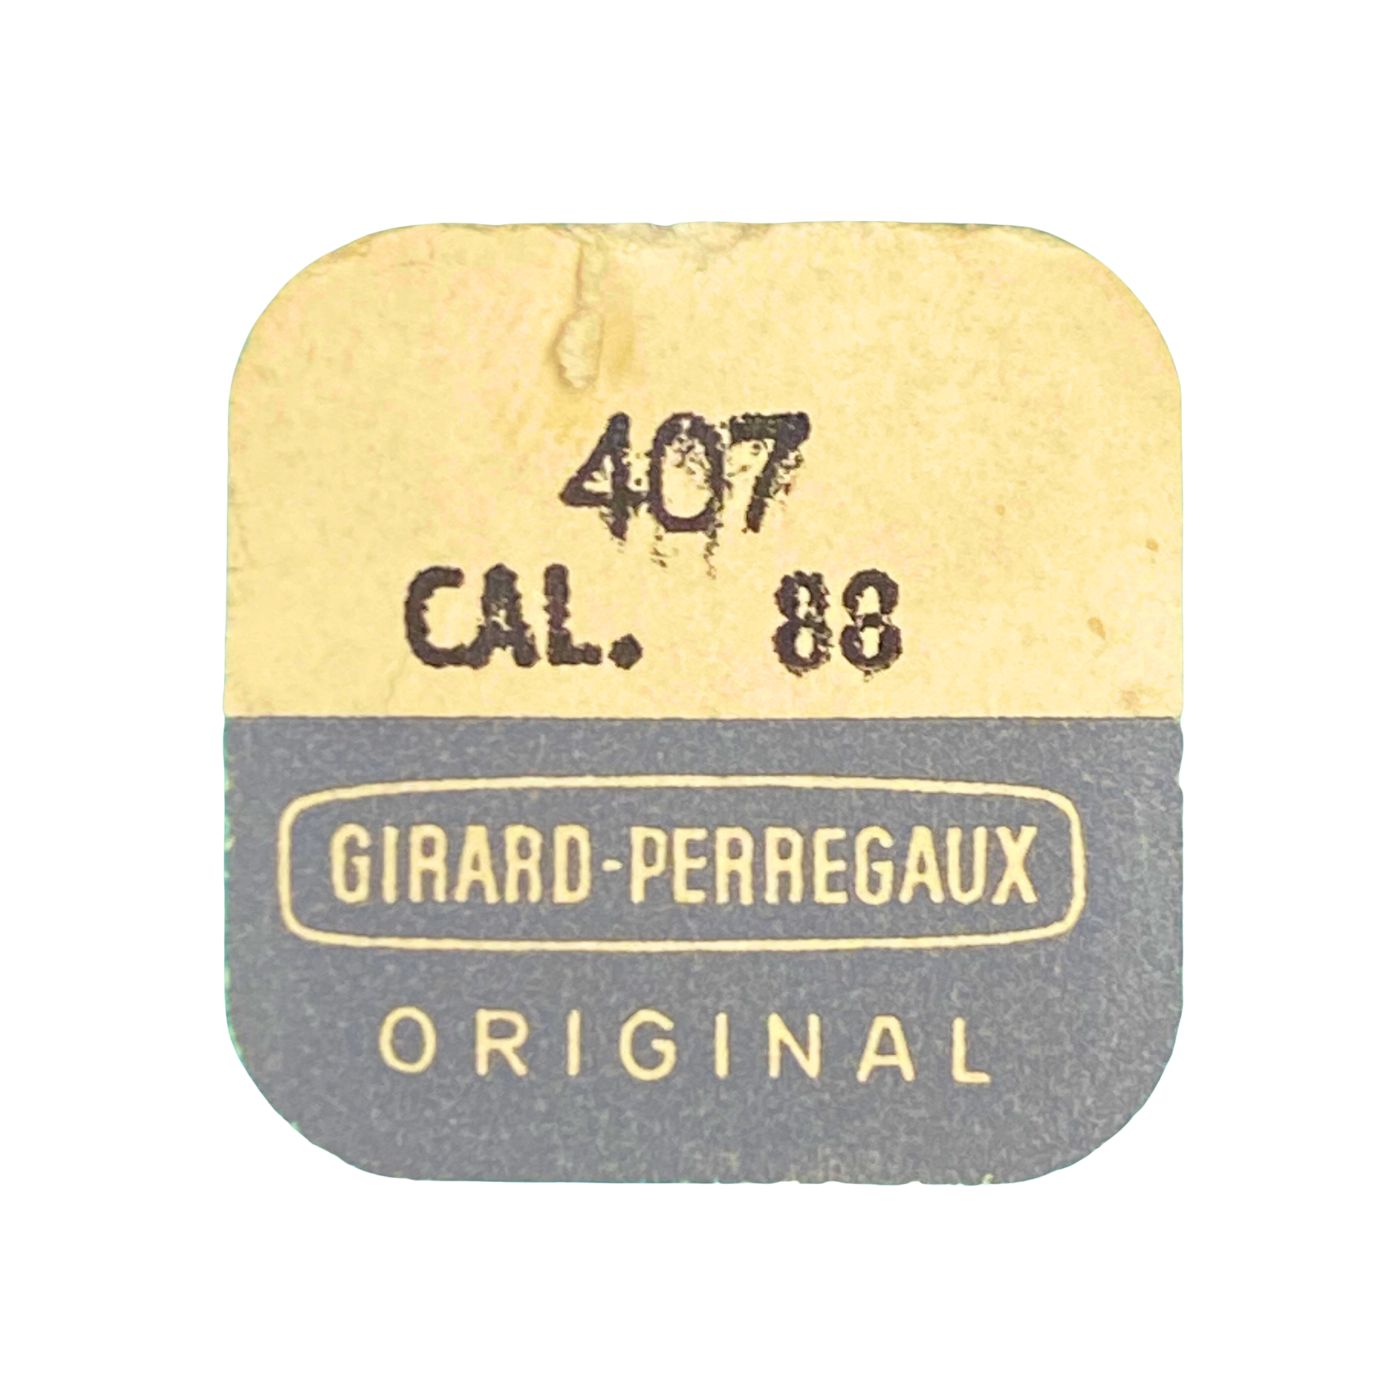 407
CAL. 88
GIRARD-PERREGAUX
ORIGINAL